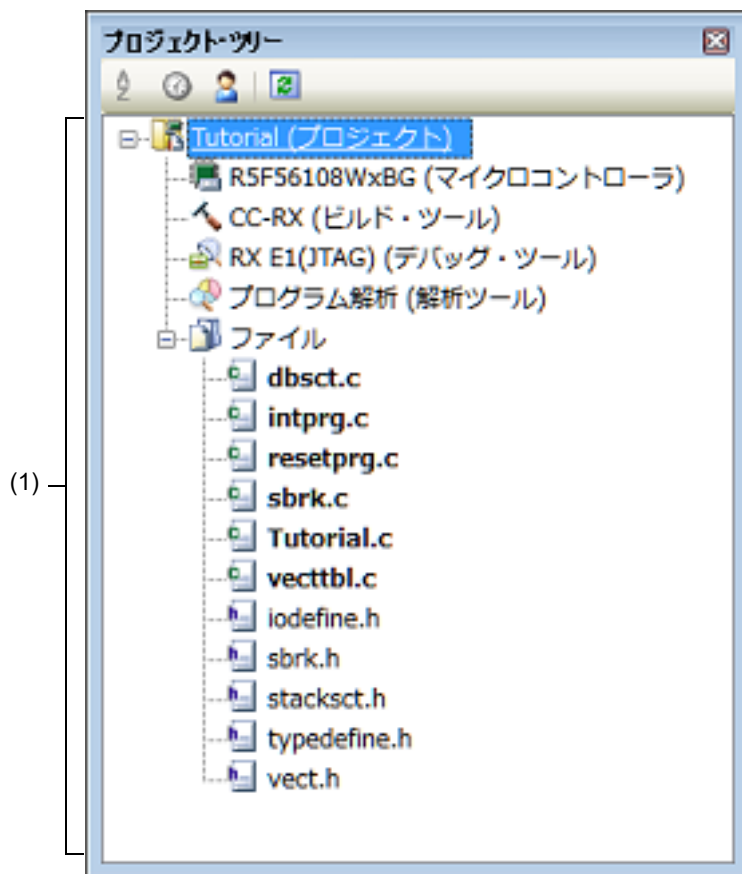 プロジェクト・ツリー
Tutorial (プロジェクト)
R5F56108WxBG (マイクロコントローラ)
CC-RX (ビルド・ツール)
RX E1(JTAG) (デバッグ・ツール)
プログラム解析 (解析ツール)
ファイル
dbsct.c
intprg.c
resetprg.c
(1)
sbrk.c
Tutorial.c
vecttbl.c
iodefine.h
sbrk.h
stacksct.h
typedefine.h
vect.h